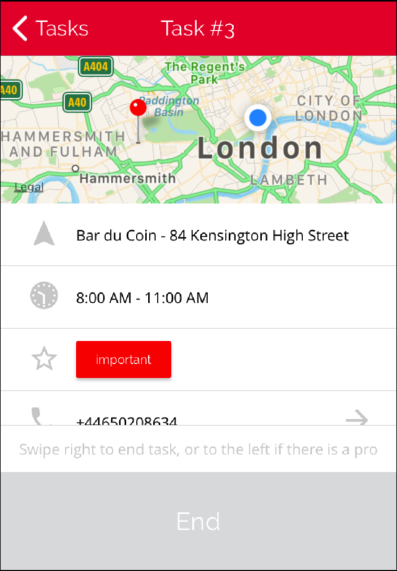 Tasks
Task #3
A404
The Regent's
Park
A40
A40
Paddington
Basin
CITY OF
LONDON
HAMMERSMITH
AND FULHAM
London
Hammersmith
LAMBETH
Legal
Bar du Coin - 84 Kensington High Street
8:00 AM - 11:00 AM
important
+44650208634
Swipe right to end task, or to the left if there is a pro
End